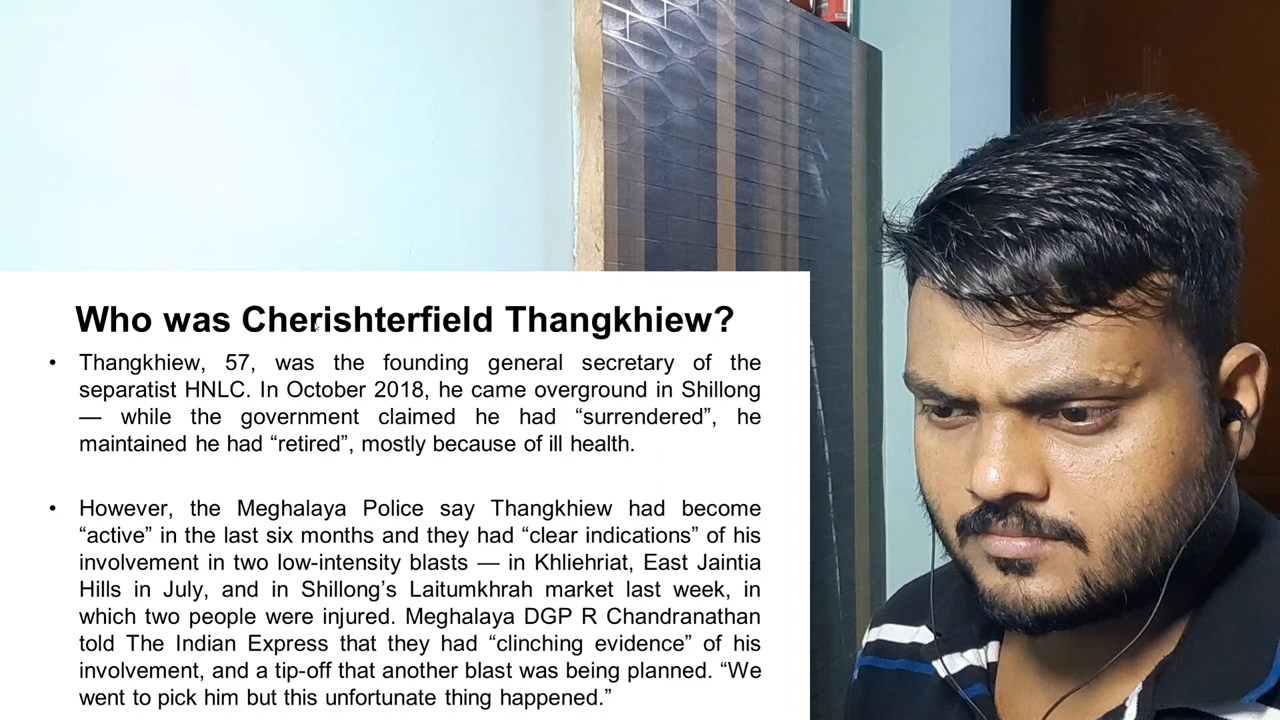 Who was Cherishterfield Thangkhiew?
• Thangkhiew, 57, was the founding general secretary of the
separatist HNLC. In October 2018, he came overground in Shillong
— while the government claimed he had “surrendered”, he
maintained he had “retired”, mostly because of ill health.
• However, the Meghalaya Police say Thangkhiew had become
“active” in the last six months and they had “clear indications” of his
involvement in two low-intensity blasts — in Khliehriat, East Jaintia
Hills in July, and in Shillong’s Laitumkhrah market last week, in
which two people were injured. Meghalaya DGP R Chandranathan
told The Indian Express that they had “clinching evidence” of his
involvement, and a tip-off that another blast was being planned. “We
went to pick him but this unfortunate thing happened.”